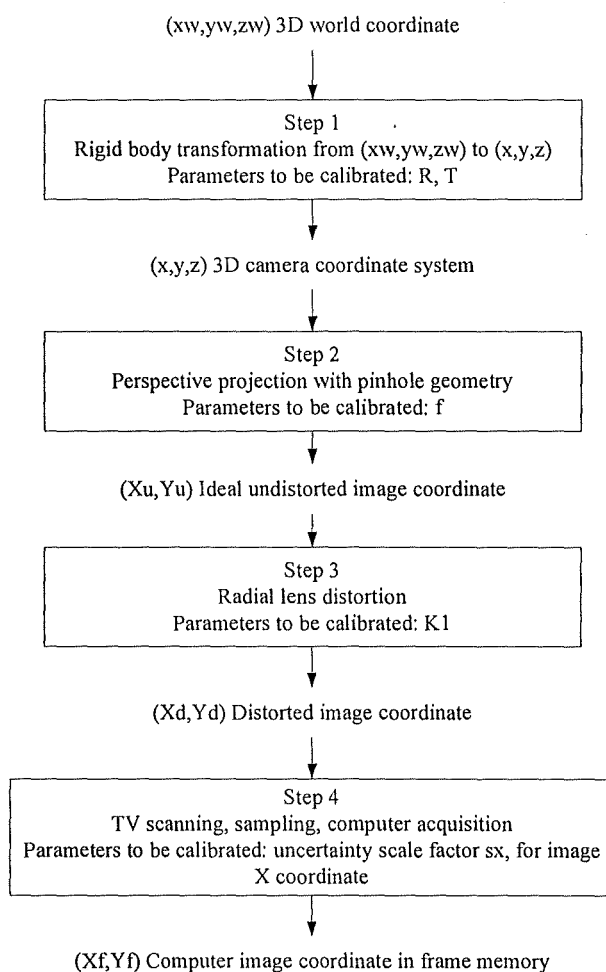 (xw,yw,zw) 3D world coordinate
Step 1
Rigid body transformation from (xw,yw,zw) to (x,y,z)
Parameters to be calibrated: R, T
(x,y,z) 3D camera coordinate system
Step 2
Perspective projection with pinhole geometry
Parameters to be calibrated: f
(Xu,Yu) Ideal undistorted image coordinate
Step 3
Radial lens distortion
Parameters to be calibrated: K1
(Xd,Yd) Distorted image coordinate
Step 4
TV scanning, sampling, computer acquisition
Parameters to be calibrated: uncertainty scale factor sx, for image
X coordinate
(Xf,Yf) Computer image coordinate in frame memory